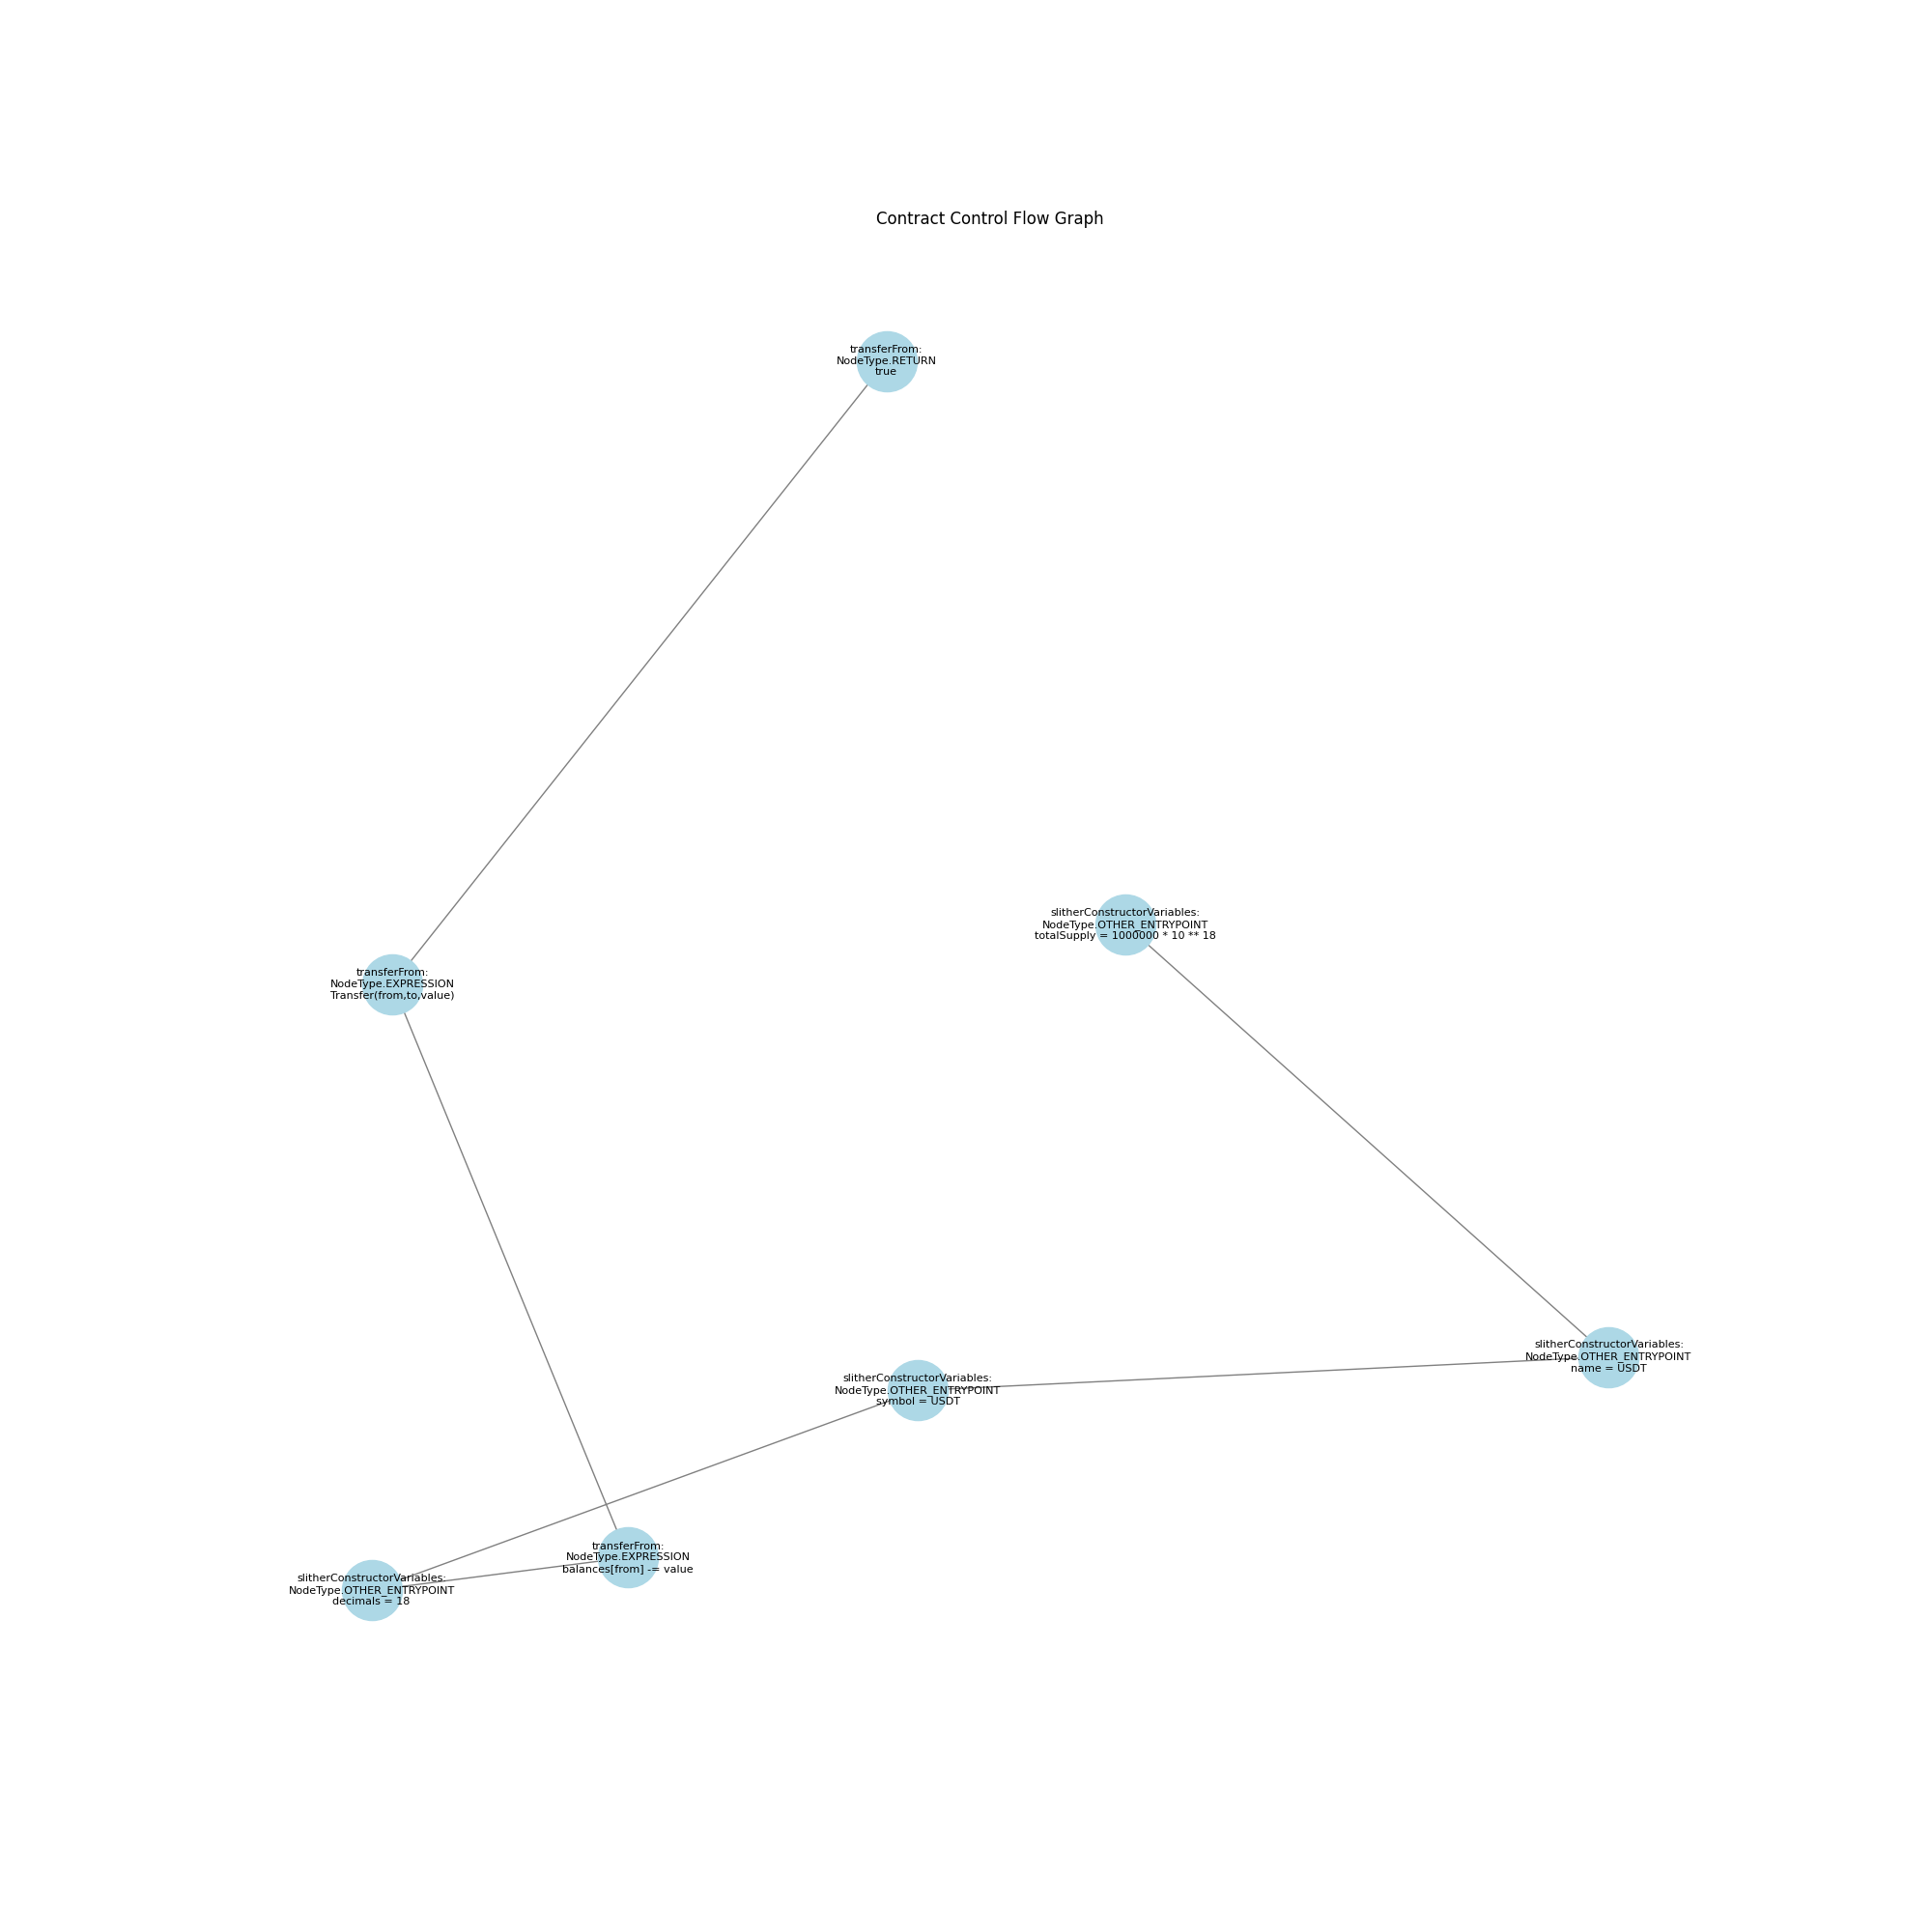 Contract Control Flow Graph
transferFrom:
NodeType.RETURN
true
slitherConstructorVariables:
NodeType.OTHER_ENTRYPOINT
totalSupply = 1000000 * 10 ** 18
transferFrom:
NodeType.EXPRESSION
Transfer(from,to,value)
slitherConstructorVariables:
NodeType.OTHER_ENTRYPOINT
name = USDT
slitherConstructorVariables:
NodeType.OTHER_ENTRYPOINT
symbol = USDT
transferFrom:
NodeType.EXPRESSION
balances[from] -= value
slitherConstructorVariables:
NodeType.OTHER_ENTRYPOINT
decimals = 18